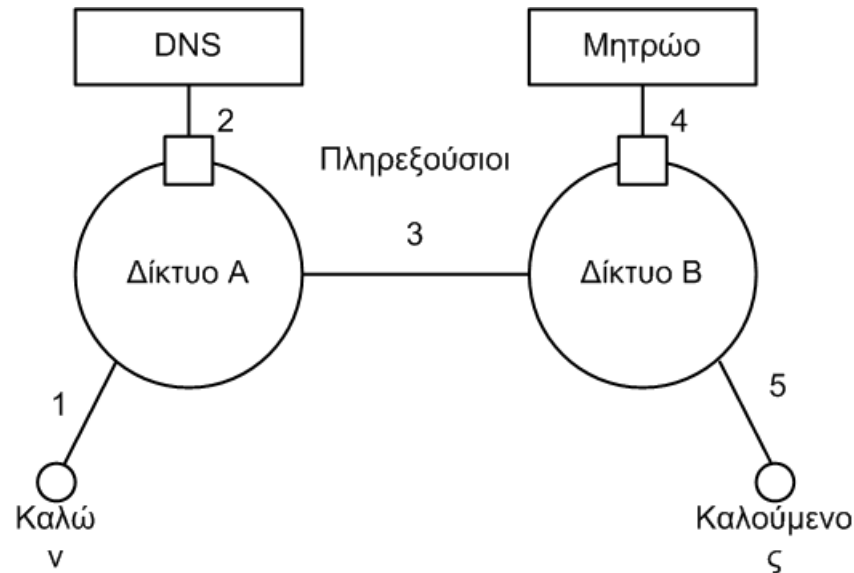 DNS
Μητρώο
2
4
Πληρεξούσιοι
3
Δίκτυο Α
Δίκτυο Β
1
5
Καλώ
ν
Καλούμενο
ς